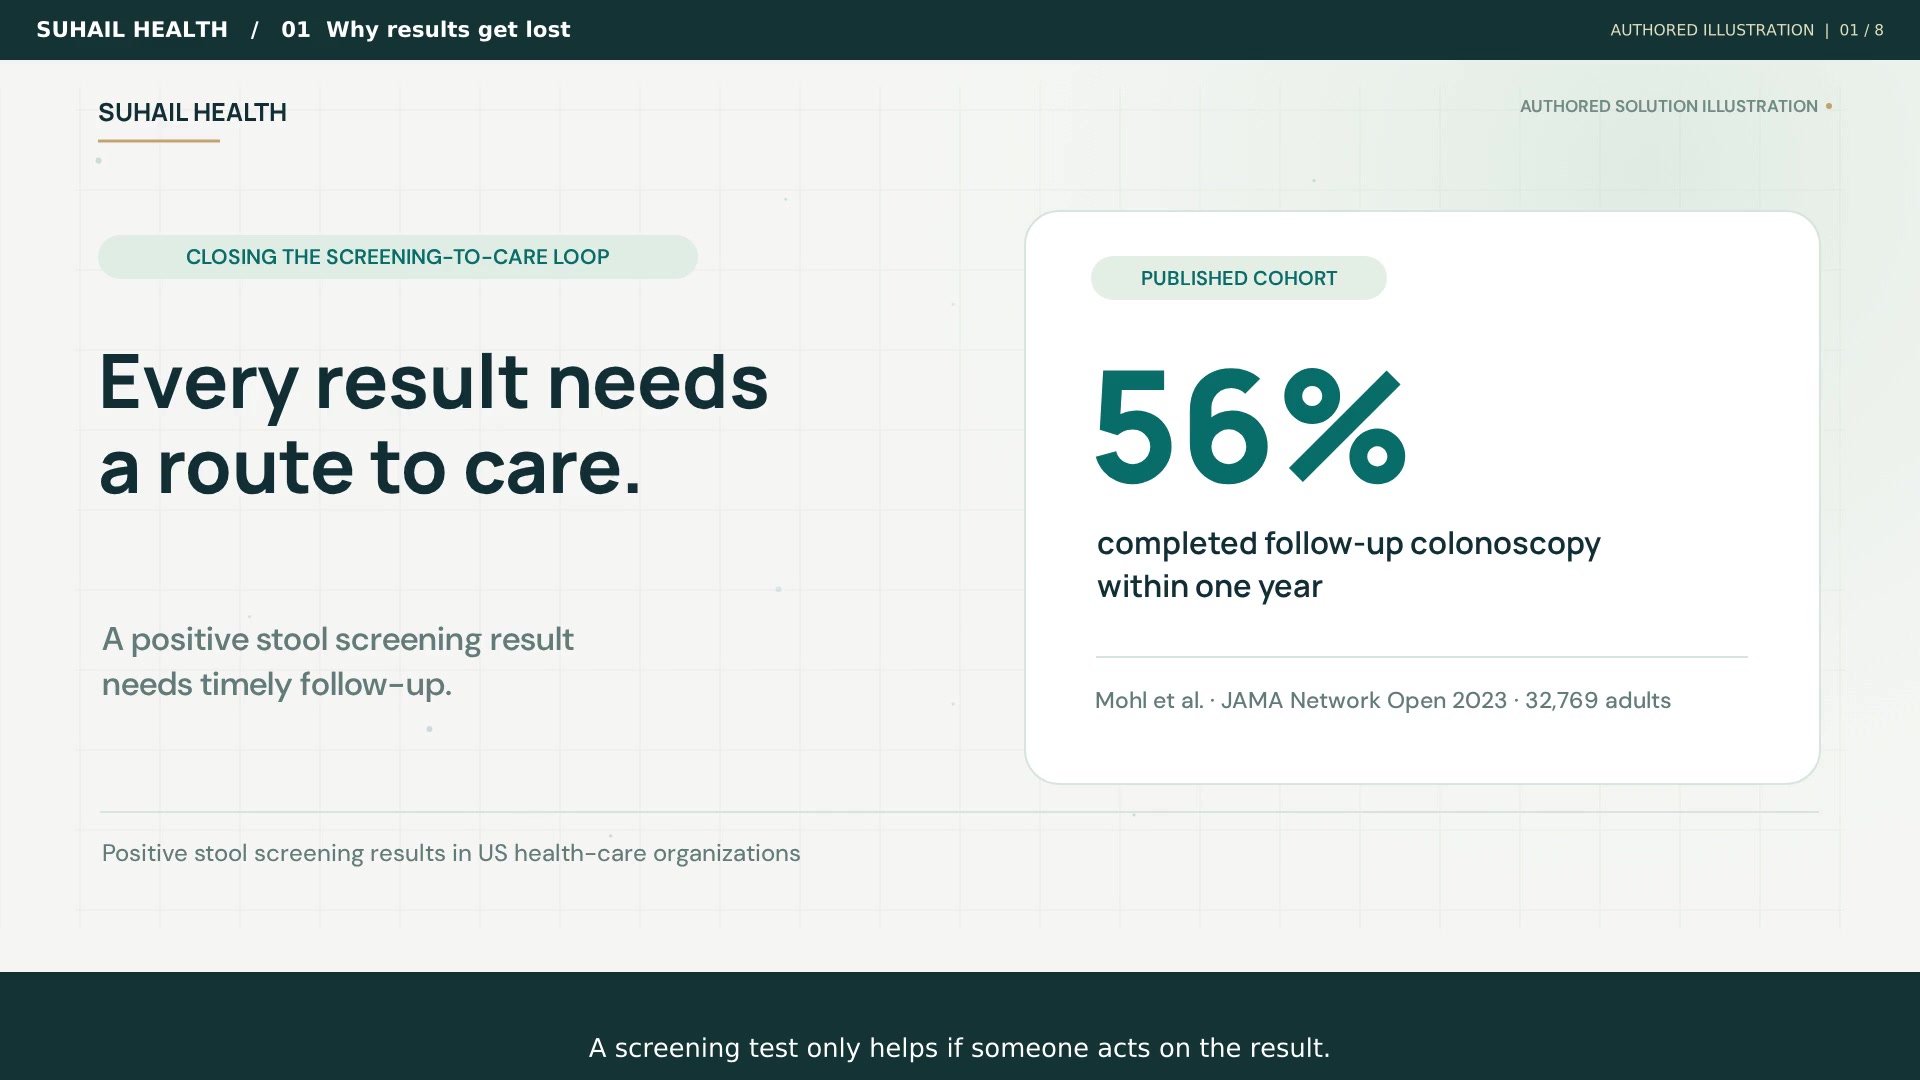 SUHAIL HEALTH / 01 Why results get lost
AUTHORED ILLUSTRATION | 01 / 8
SUHAIL HEALTH
AUTHORED SOLUTION ILLUSTRATION
CLOSING THE SCREENING-TO-CARE LOOP
Every result needs
a route to care.
A positive stool screening result
needs timely follow-up.
PUBLISHED COHORT
56%
completed follow-up colonoscopy
within one year
Mohl et al. · JAMA Network Open 2023 · 32,769 adults
Positive stool screening results in US health-care organizations
A screening test only helps if someone acts on the result.